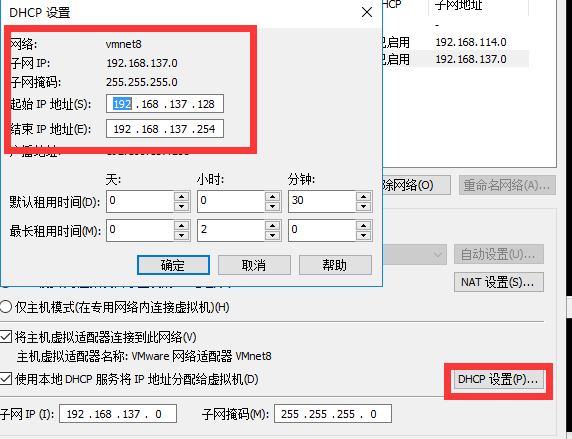 DHCP 设置
网络: vmnet8
子网 IP: 192.168.137.0
子网掩码: 255.255.255.0
起始 IP 地址(S): 192 . 168 . 137 . 128
结束 IP 地址(E): 192 . 168 . 137 . 254
天: 小时: 分钟:
默认租用时间(D): 0 0 30
最长租用时间(M): 0 2 0
确定 取消 帮助
HCP 子网地址
-
启用 192.168.114.0
启用 192.168.137.0
除网络(O) 重命名网络(A)...
自动设置(U)...
NAT 设置(S)...
仅主机模式(在专用网络内连接虚拟机)(H)
将主机虚拟适配器连接到此网络(V)
主机虚拟适配器名称: VMware 网络适配器 VMnet8
使用本地 DHCP 服务将 IP 地址分配给虚拟机(D)
DHCP 设置(P)...
子网 IP (I): 192 . 168 . 137 . 0 子网掩码(M): 255 . 255 . 255 . 0